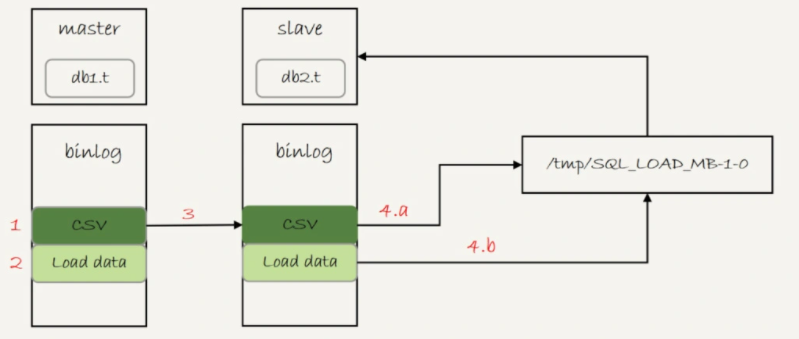 master
slave
db1.t
db2.t
binlog
binlog
/tmp/SQL_LOAD_MB-1-0
1
CSV
3
CSV
4.a
2
Load data
Load data
4.b